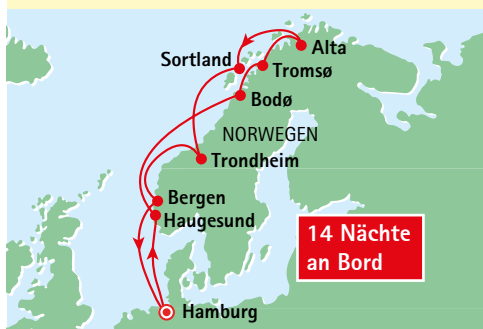 Alta
Sortland
Tromsø
Bodø
NORWEGEN
Trondheim
Bergen
Haugesund
14 Nächte
an Bord
Hamburg